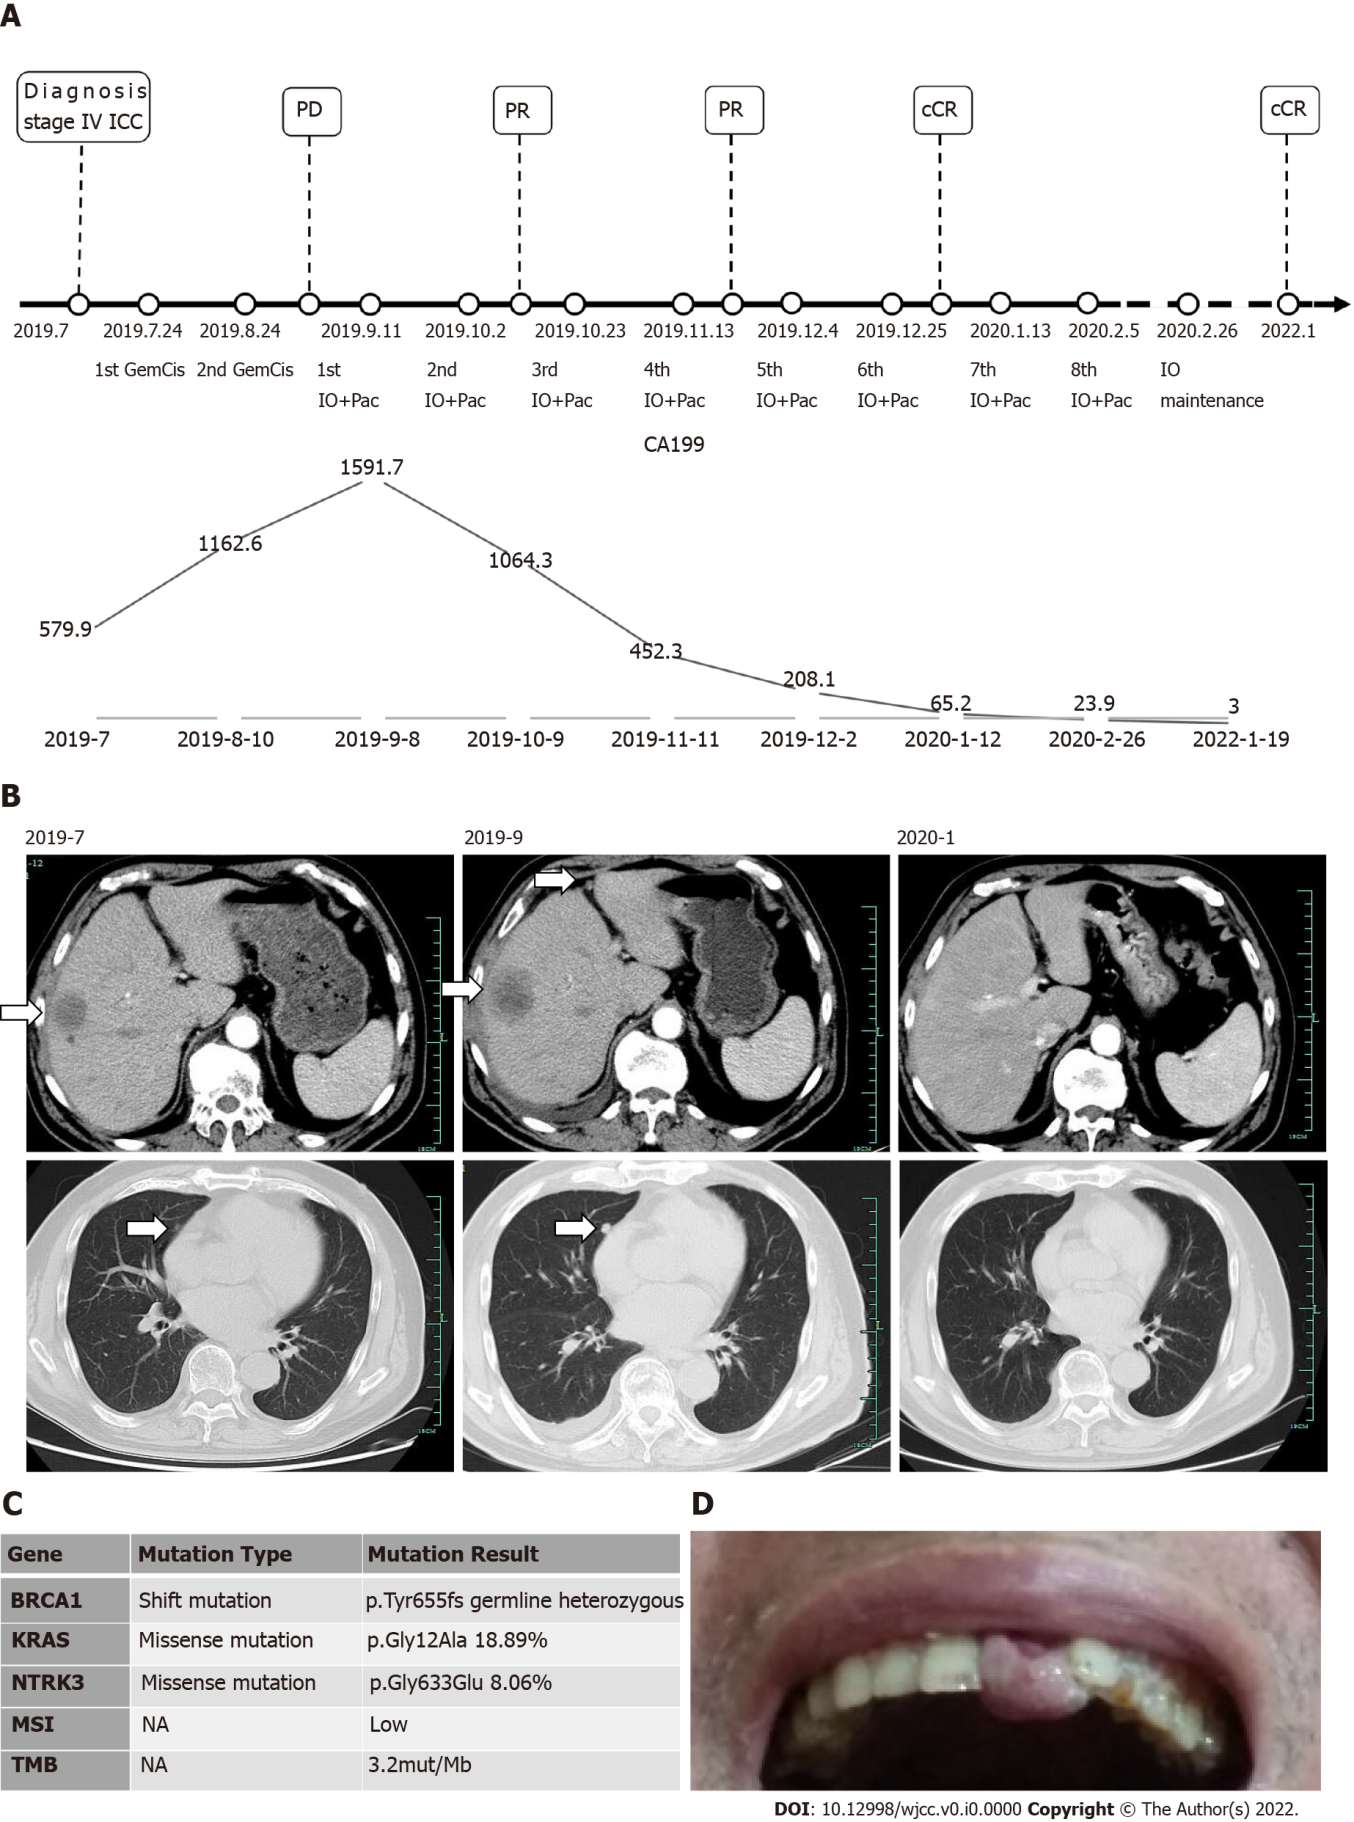 A
Diagnosis
stage IV ICC
PD
PR
PR
cCR
cCR
2019.7
2019.7.24
2019.8.24
2019.9.11
2019.10.2
2019.10.23
2019.11.13
2019.12.4
2019.12.25
2020.1.13
2020.2.5
2020.2.26
2022.1
1st GemCis
2nd GemCis
1st
IO+Pac
2nd
IO+Pac
3rd
IO+Pac
4th
IO+Pac
5th
IO+Pac
6th
IO+Pac
7th
IO+Pac
8th
IO+Pac
IO
maintenance
CA199
579.9
1162.6
1591.7
1064.3
452.3
208.1
65.2
23.9
3
2019-7
2019-8-10
2019-9-8
2019-10-9
2019-11-11
2019-12-2
2020-1-12
2020-2-26
2022-1-19
B
2019-7
2019-9
2020-1
-12
L
L
L
L
L
L
C
Gene Mutation Type Mutation Result
BRCA1 Shift mutation p.Tyr655fs germline heterozygous
KRAS Missense mutation p.Gly12Ala 18.89%
NTRK3 Missense mutation p.Gly633Glu 8.06%
MSI NA Low
TMB NA 3.2mut/Mb
D
DOI: 10.12998/wjcc.v0.i0.0000 Copyright © The Author(s) 2022.